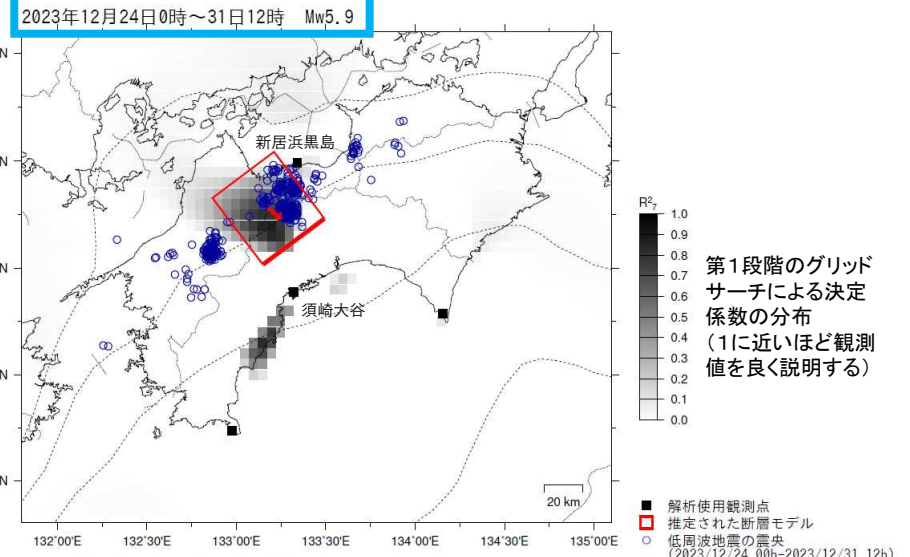 2023年12月24日0時～31日12時 Mw5.9
N
N
N
N
N
新居浜黒島
須崎大谷
R²₇
1.0
0.9
0.8
0.7
0.6
0.5
0.4
0.3
0.2
0.1
0.0
第１段階のグリッド
サーチによる決定
係数の分布
（１に近いほど観測
値を良く説明する）
20 km
132°00'E 132°30'E 133°00'E 133°30'E 134°00'E 134°30'E 135°00'E
解析使用観測点
推定された断層モデル
低周波地震の震央
(2023/12/24 00h-2023/12/31 12h)